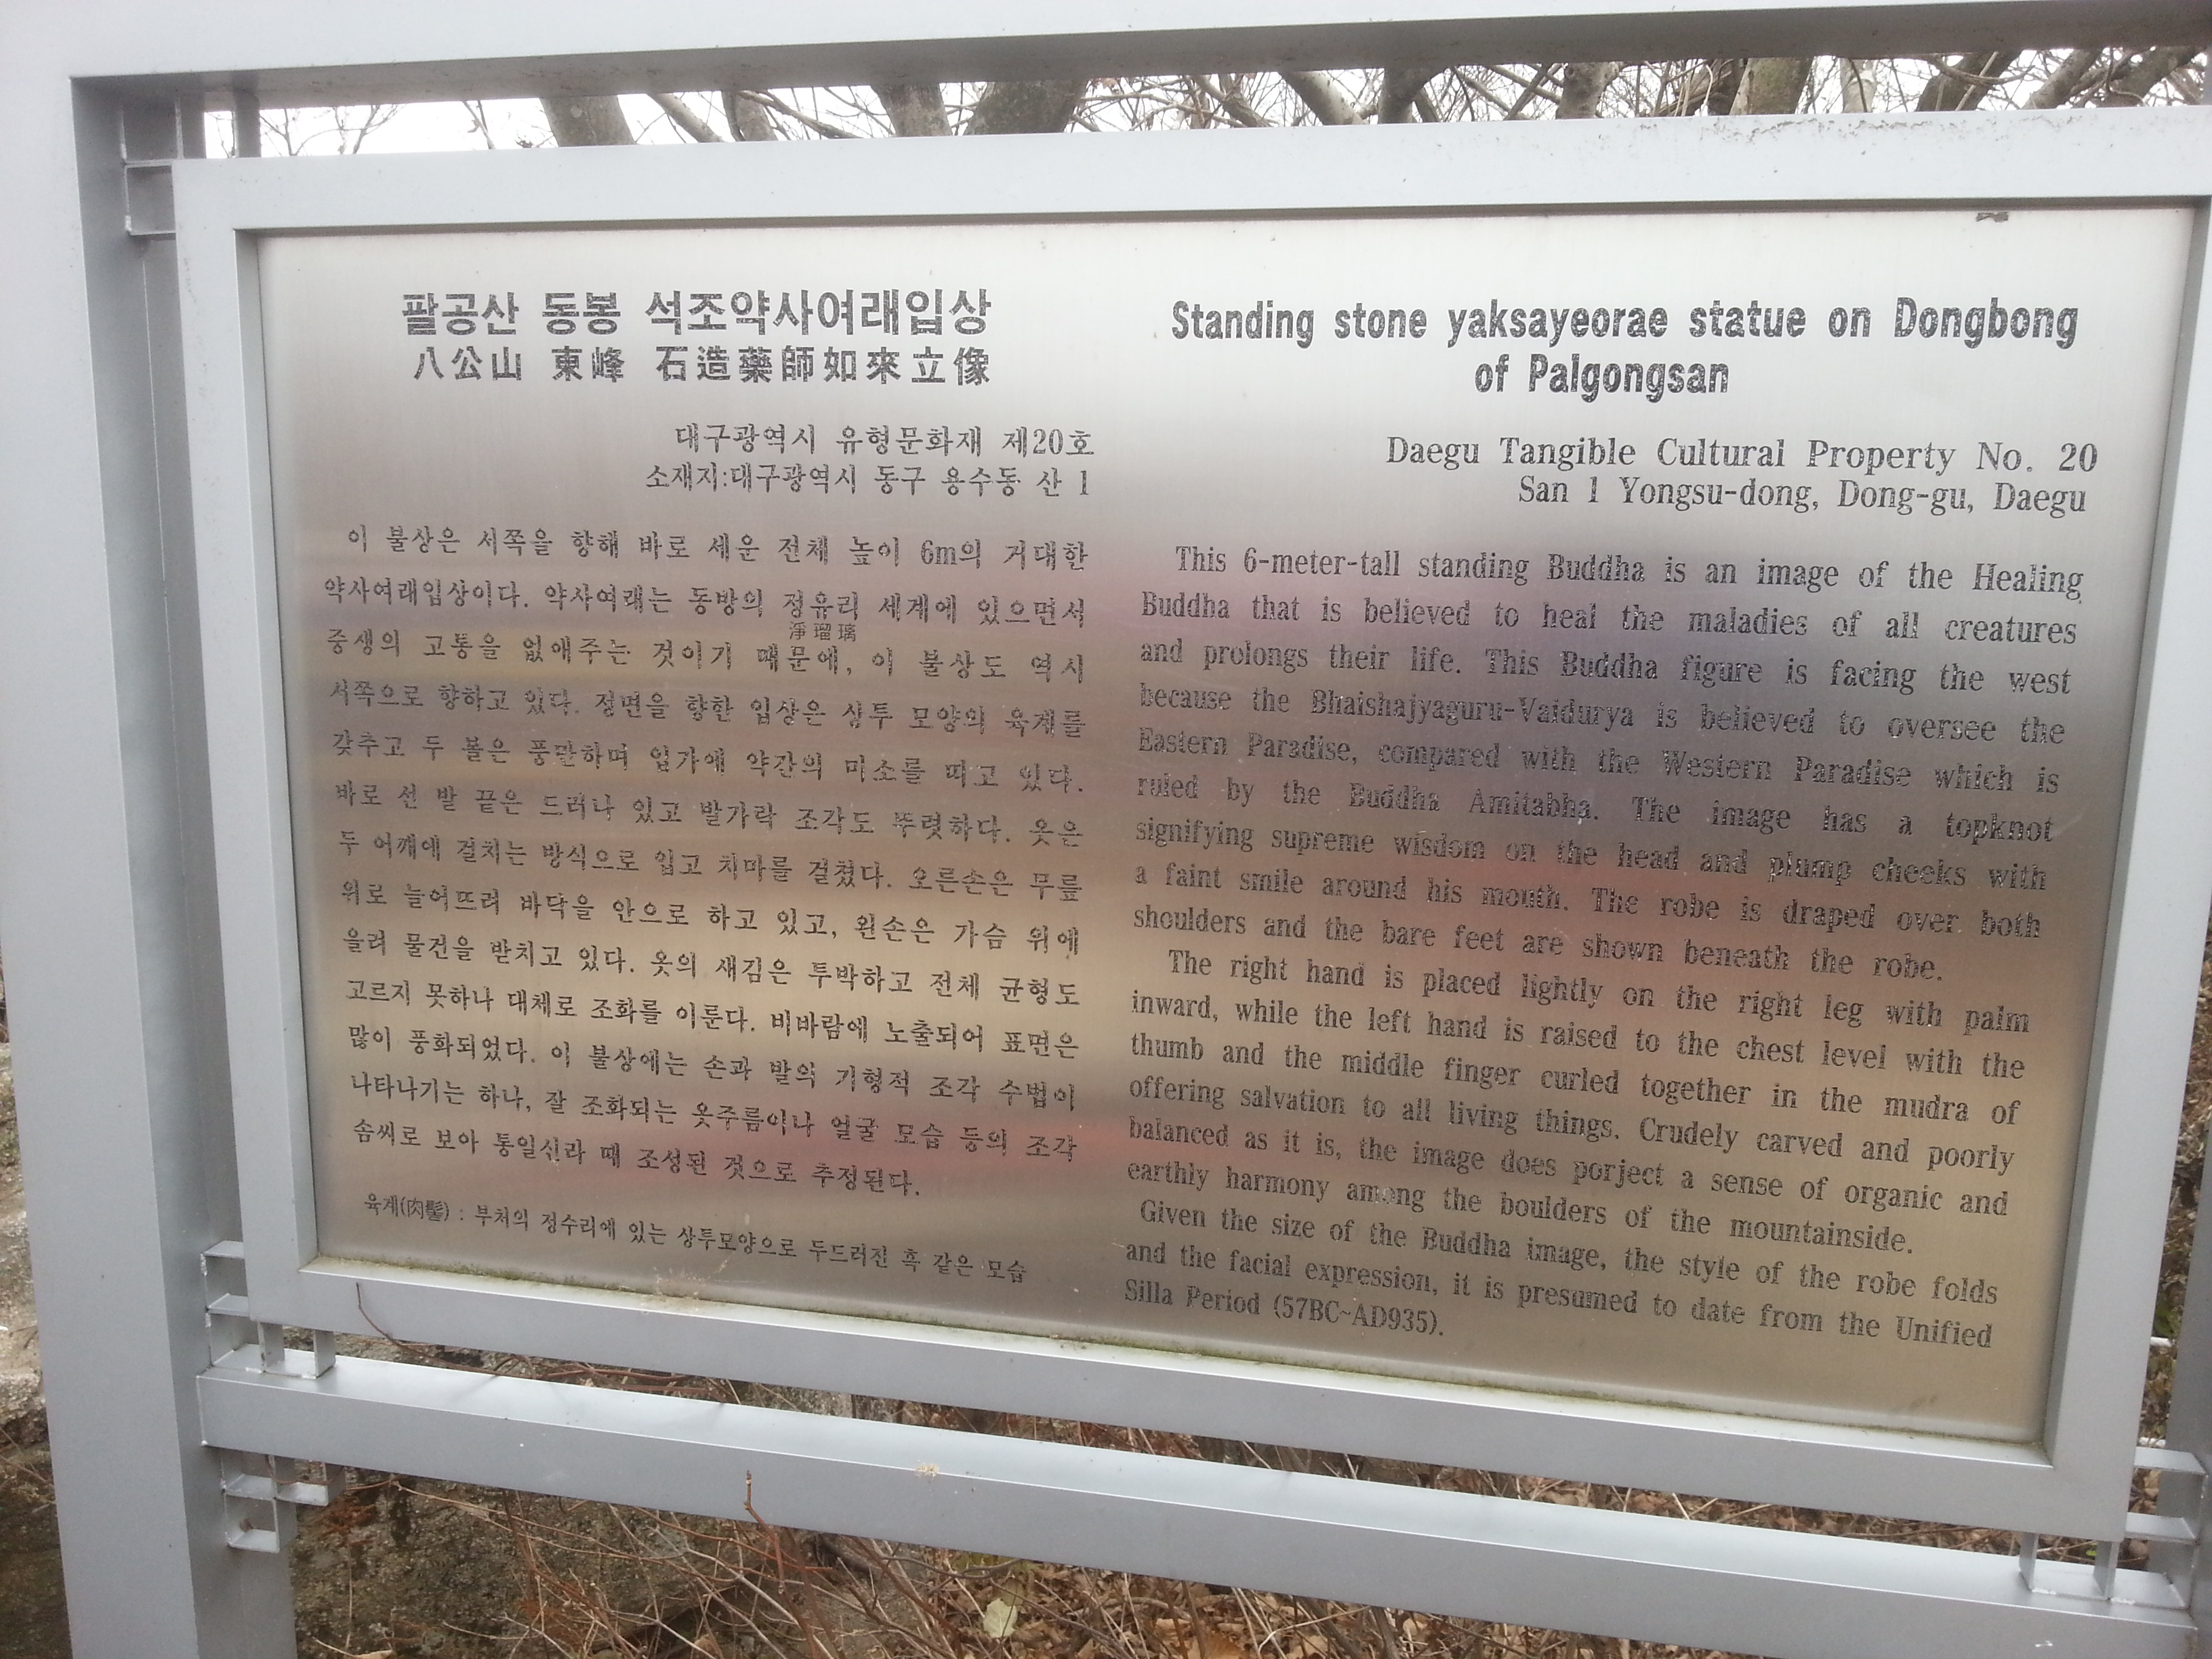 팔공산 동봉 석조약사여래입상
八公山 東峰 石造藥師如來立像
대구광역시 유형문화재 제20호
소재지:대구광역시 동구 용수동 산 1
이 불상은 서쪽을 향해 바로 세운 전체 높이 6m의 거대한
약사여래입상이다. 약사여래는 동방의 정유리 세계에 있으면서
淨瑠璃
중생의 고통을 없애주는 것이기 때문에, 이 불상도 역시
서쪽으로 향하고 있다. 정면을 향한 입상은 상투 모양의 육계를
갖추고 두 볼은 풍만하며 입가에 약간의 미소를 띠고 있다.
바로 선 발 끝은 드러나 있고 발가락 조각도 뚜렷하다. 옷은
두 어깨에 걸치는 방식으로 입고 치마를 걸쳤다. 오른손은 무릎
위로 늘어뜨려 바닥을 안으로 하고 있고, 왼손은 가슴 위에
올려 물건을 받치고 있다. 옷의 새김은 투박하고 전체 균형도
고르지 못하나 대체로 조화를 이룬다. 비바람에 노출되어 표면은
많이 풍화되었다. 이 불상에는 손과 발의 기형적 조각 수법이
나타나기는 하나, 잘 조화되는 옷주름이나 얼굴 모습 등의 조각
솜씨로 보아 통일신라 때 조성된 것으로 추정된다.
육계(肉髻) : 부처의 정수리에 있는 상투모양으로 두드러진 혹 같은 모습
Standing stone yaksayeorae statue on Dongbong
of Palgongsan
Daegu Tangible Cultural Property No. 20
San 1 Yongsu-dong, Dong-gu, Daegu
This 6-meter-tall standing Buddha is an image of the Healing
Buddha that is believed to heal the maladies of all creatures
and prolongs their life. This Buddha figure is facing the west
because the Bhaishajyaguru-Vaidurya is believed to oversee the
Eastern Paradise, compared with the Western Paradise which is
ruled by the Buddha Amitabha. The image has a topknot
signifying supreme wisdom on the head and plump cheeks with
a faint smile around his mouth. The robe is draped over both
shoulders and the bare feet are shown beneath the robe.
The right hand is placed lightly on the right leg with palm
inward, while the left hand is raised to the chest level with the
thumb and the middle finger curled together in the mudra of
offering salvation to all living things. Crudely carved and poorly
balanced as it is, the image does porject a sense of organic and
earthly harmony among the boulders of the mountainside.
Given the size of the Buddha image, the style of the robe folds
and the facial expression, it is presumed to date from the Unified
Silla Period (57BC~AD935).